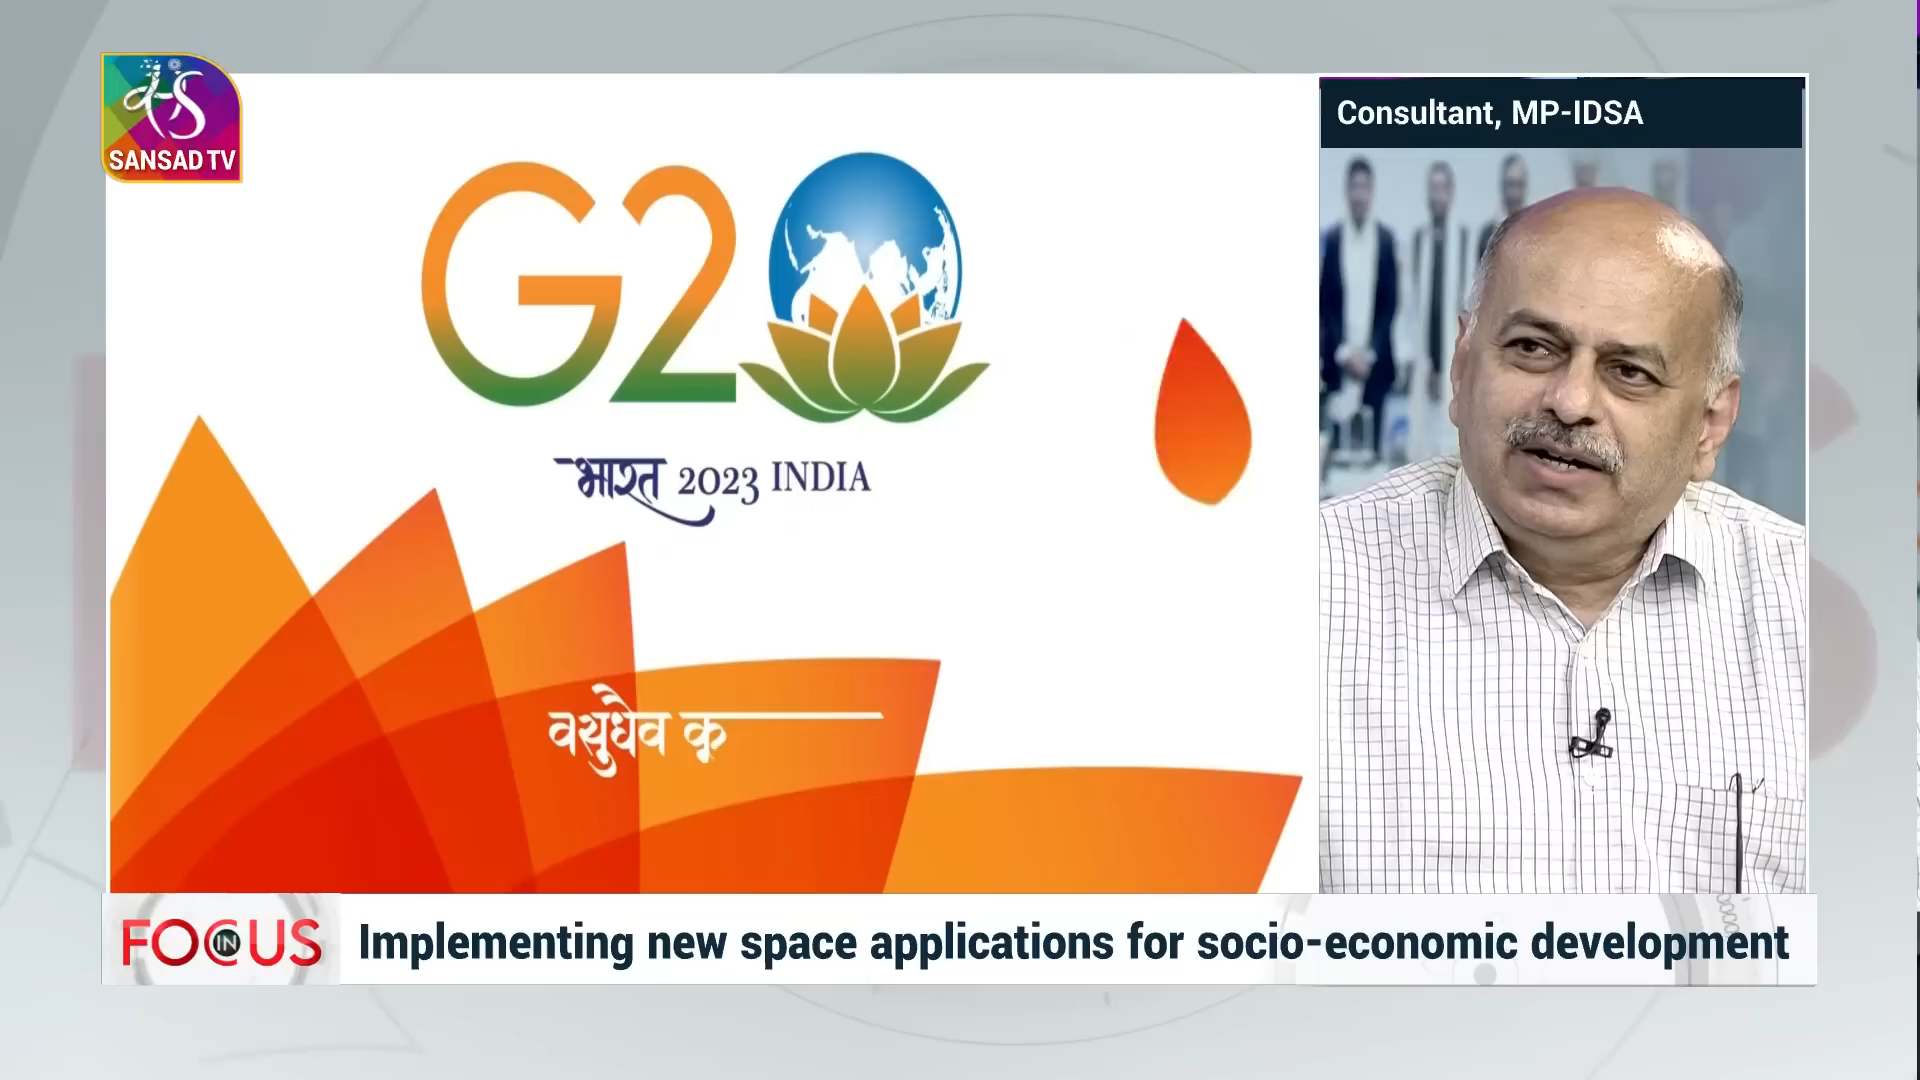 SANSAD TV
Consultant, MP-IDSA
G20
भारत 2023 INDIA
वसुधैव कु
FOCUS
IN
Implementing new space applications for socio-economic development